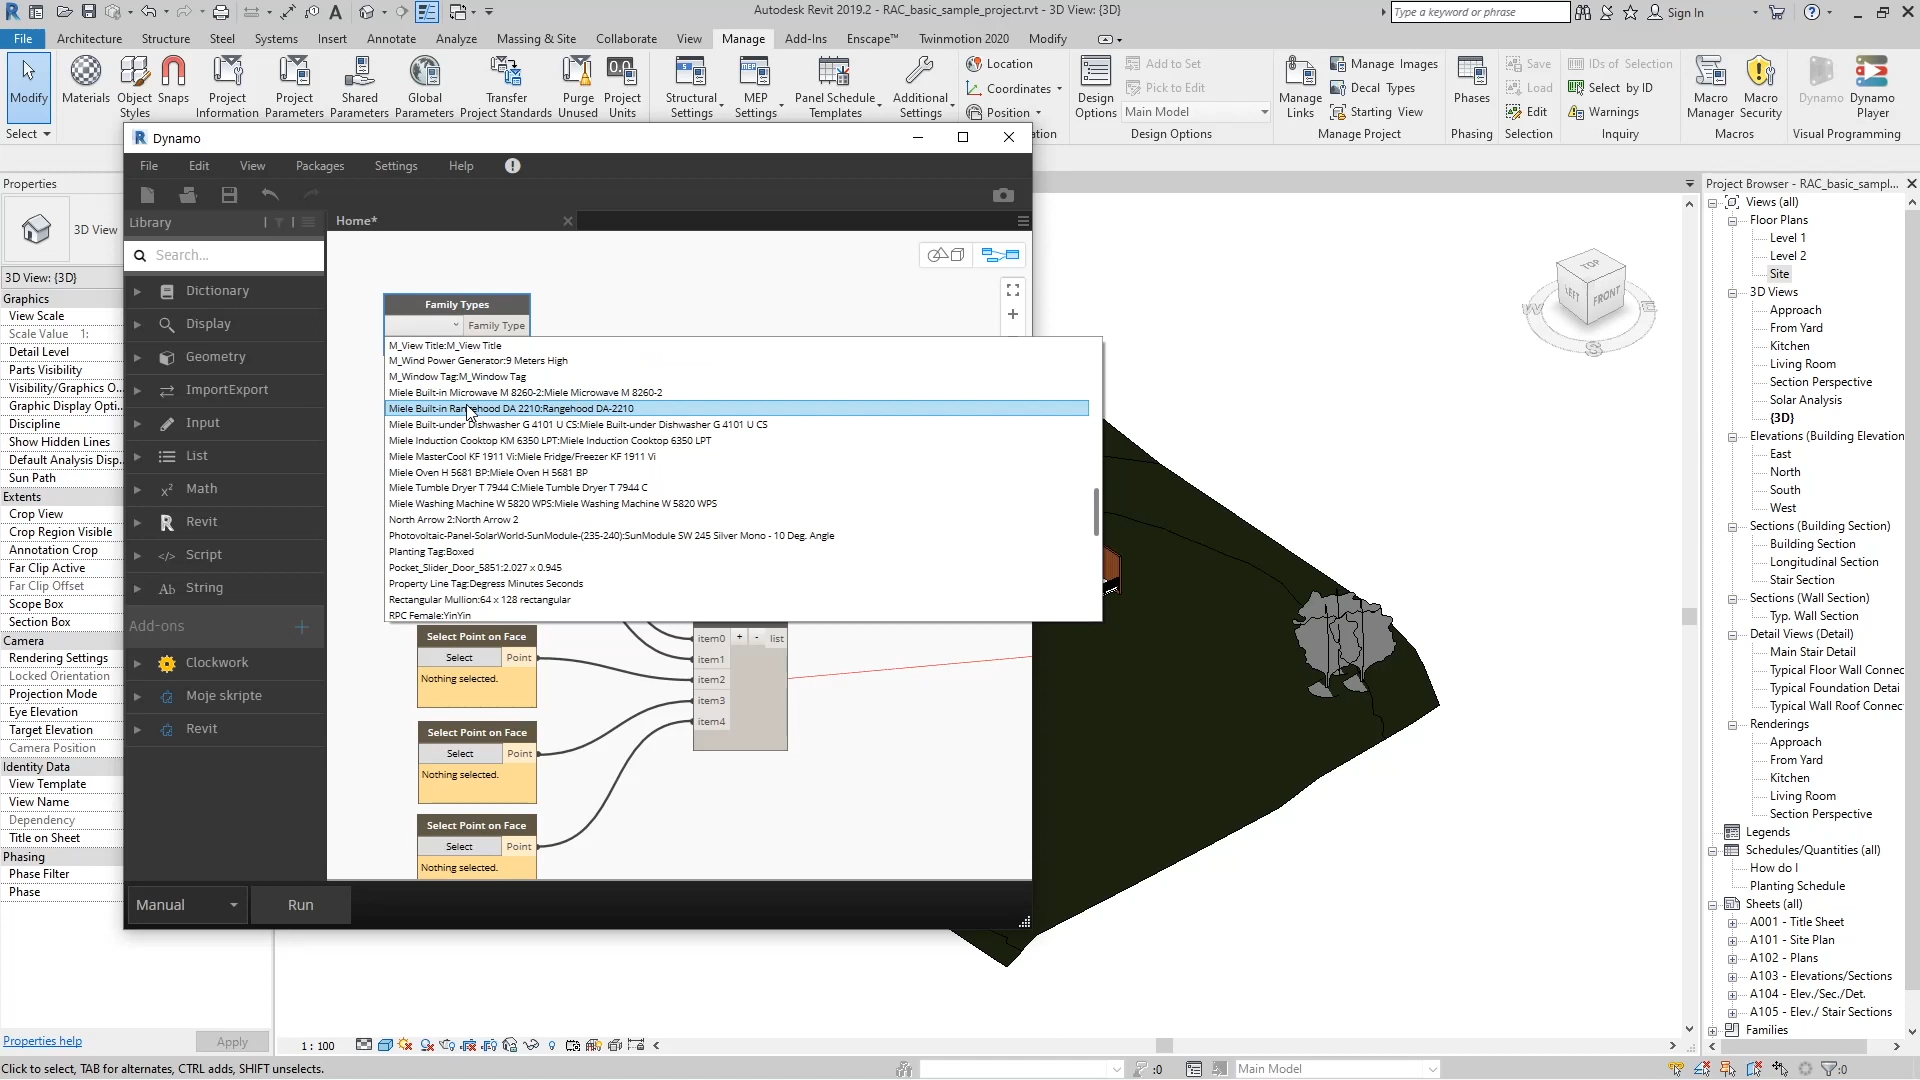 Autodesk Revit 2019.2 - RAC_basic_sample_project.rvt - 3D View: {3D}
Type a keyword or phrase
Sign In
File Architecture Structure Steel Systems Insert Annotate Analyze Massing & Site Collaborate View Manage Add-Ins Enscape™ Twinmotion 2020 Modify
Modify
Select
Materials
Object Styles
Snaps
Project Information
Project Parameters
Shared Parameters
Global Parameters
Transfer Project Standards
Purge Unused
Project Units
Structural Settings
MEP Settings
Panel Schedule Templates
Additional Settings
Location
Coordinates
Position
Design Options
Add to Set
Pick to Edit
Main Model
Design Options
Manage Links
Manage Images
Decal Types
Starting View
Manage Project
Phases
Phasing
Save
Load
Edit
Selection
IDs of Selection
Select by ID
Warnings
Inquiry
Macro Manager
Macro Security
Macros
Dynamo
Dynamo Player
Visual Programming
Properties
3D View
3D View: {3D}
Graphics
View Scale
Scale Value 1:
Detail Level
Parts Visibility
Visibility/Graphics O...
Graphic Display Opti...
Discipline
Show Hidden Lines
Default Analysis Disp...
Sun Path
Extents
Crop View
Crop Region Visible
Annotation Crop
Far Clip Active
Far Clip Offset
Scope Box
Section Box
Camera
Rendering Settings
Locked Orientation
Projection Mode
Eye Elevation
Target Elevation
Camera Position
Identity Data
View Template
View Name
Dependency
Title on Sheet
Phasing
Phase Filter
Phase
Properties help
Apply
Dynamo
File Edit View Packages Settings Help
Library
Search...
Dictionary
Display
Geometry
ImportExport
Input
List
Math
Revit
Script
String
Add-ons
Clockwork
Moje skripte
Revit
Home*
Family Types
Family Type
M_View Title:M_View Title
M_Wind Power Generator:9 Meters High
M_Window Tag:M_Window Tag
Miele Built-in Microwave M 8260-2:Miele Microwave M 8260-2
Miele Built-in Rangehood DA 2210:Rangehood DA-2210
Miele Built-under Dishwasher G 4101 U CS:Miele Built-under Dishwasher G 4101 U CS
Miele Induction Cooktop KM 6350 LPT:Miele Induction Cooktop 6350 LPT
Miele MasterCool KF 1911 Vi:Miele Fridge/Freezer KF 1911 Vi
Miele Oven H 5681 BP:Miele Oven H 5681 BP
Miele Tumble Dryer T 7944 C:Miele Tumble Dryer T 7944 C
Miele Washing Machine W 5820 WPS:Miele Washing Machine W 5820 WPS
North Arrow 2:North Arrow 2
Photovoltaic-Panel-SolarWorld-SunModule-(235-240):SunModule SW 245 Silver Mono - 10 Deg. Angle
Planting Tag:Boxed
Pocket_Slider_Door_5851:2.027 x 0.945
Property Line Tag:Degress Minutes Seconds
Rectangular Mullion:64 x 128 rectangular
RPC Female:YinYin
Select Point on Face
Select Point
Nothing selected.
Select Point on Face
Select Point
Nothing selected.
Select Point on Face
Select Point
Nothing selected.
item0 + - list
item1
item2
item3
item4
Manual
Run
TOP
LEFT
FRONT
W
E
S
Project Browser - RAC_basic_sampl...
Views (all)
Floor Plans
Level 1
Level 2
Site
3D Views
Approach
From Yard
Kitchen
Living Room
Section Perspective
Solar Analysis
{3D}
Elevations (Building Elevation
East
North
South
West
Sections (Building Section)
Building Section
Longitudinal Section
Stair Section
Sections (Wall Section)
Typ. Wall Section
Detail Views (Detail)
Main Stair Detail
Typical Floor Wall Connec
Typical Foundation Detai
Typical Wall Roof Connec
Renderings
Approach
From Yard
Kitchen
Living Room
Section Perspective
Legends
Schedules/Quantities (all)
How do I
Planting Schedule
Sheets (all)
A001 - Title Sheet
A101 - Site Plan
A102 - Plans
A103 - Elevations/Sections
A104 - Elev./Sec./Det.
A105 - Elev./ Stair Sections
Families
1 : 100
Click to select, TAB for alternates, CTRL adds, SHIFT unselects.
:0
Main Model
:0